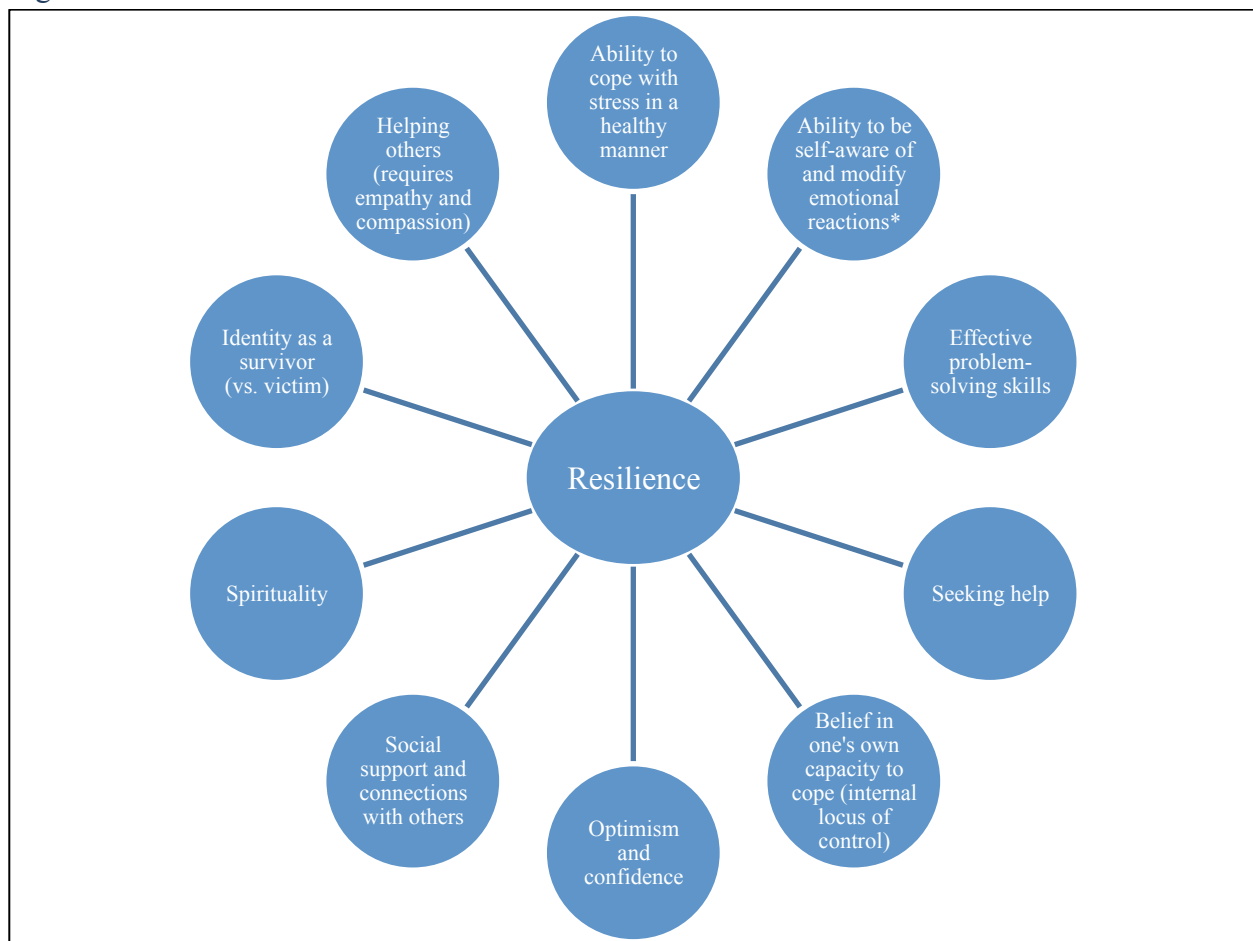 Ability to
cope with
stress in a
healthy
manner
Ability to be
self-aware of
and modify
emotional
reactions*
Effective
problem-
solving skills
Seeking help
Belief in
one's own
capacity to
cope (internal
locus of
control)
Optimism
and
confidence
Social
support and
connections
with others
Spirituality
Identity as a
survivor
(vs. victim)
Helping
others
(requires
empathy and
compassion)
Resilience